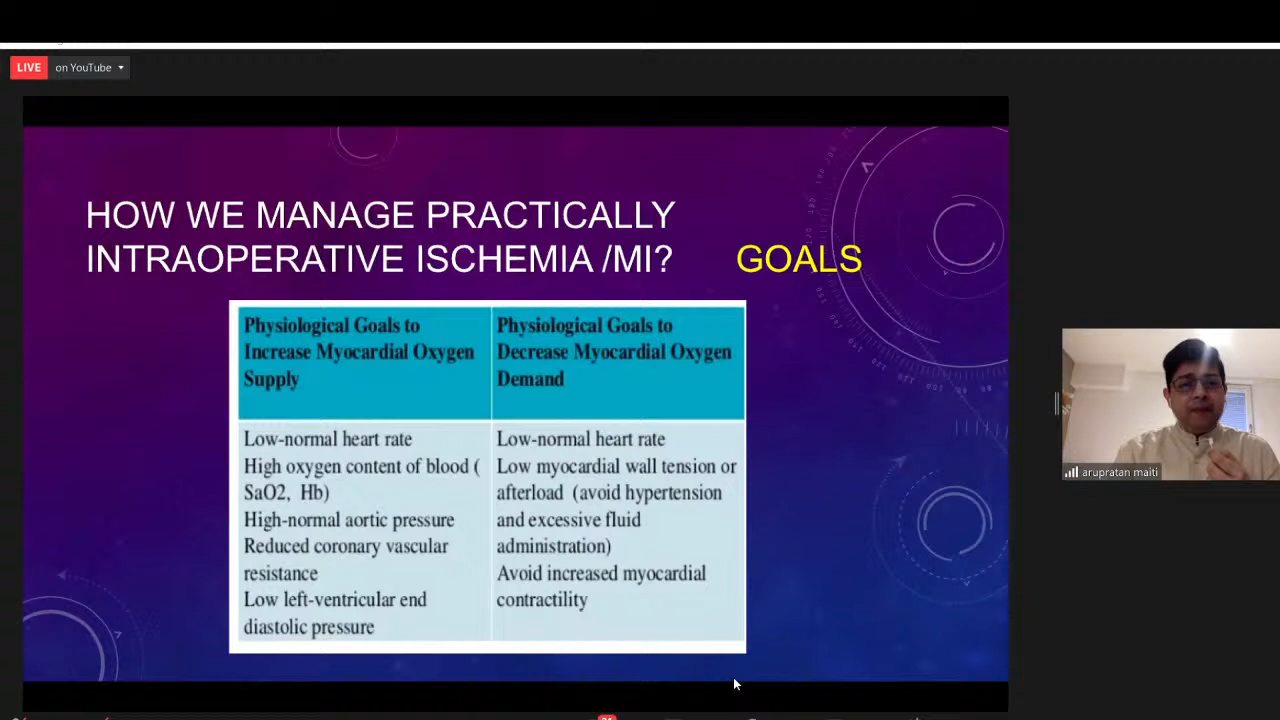 LIVE on YouTube
HOW WE MANAGE PRACTICALLY
INTRAOPERATIVE ISCHEMIA /MI? GOALS
Physiological Goals to
Increase Myocardial Oxygen
Supply
Physiological Goals to
Decrease Myocardial Oxygen
Demand
Low-normal heart rate
High oxygen content of blood (
SaO2, Hb)
High-normal aortic pressure
Reduced coronary vascular
resistance
Low left-ventricular end
diastolic pressure
Low-normal heart rate
Low myocardial wall tension or
afterload (avoid hypertension
and excessive fluid
administration)
Avoid increased myocardial
contractility
arupratan maiti